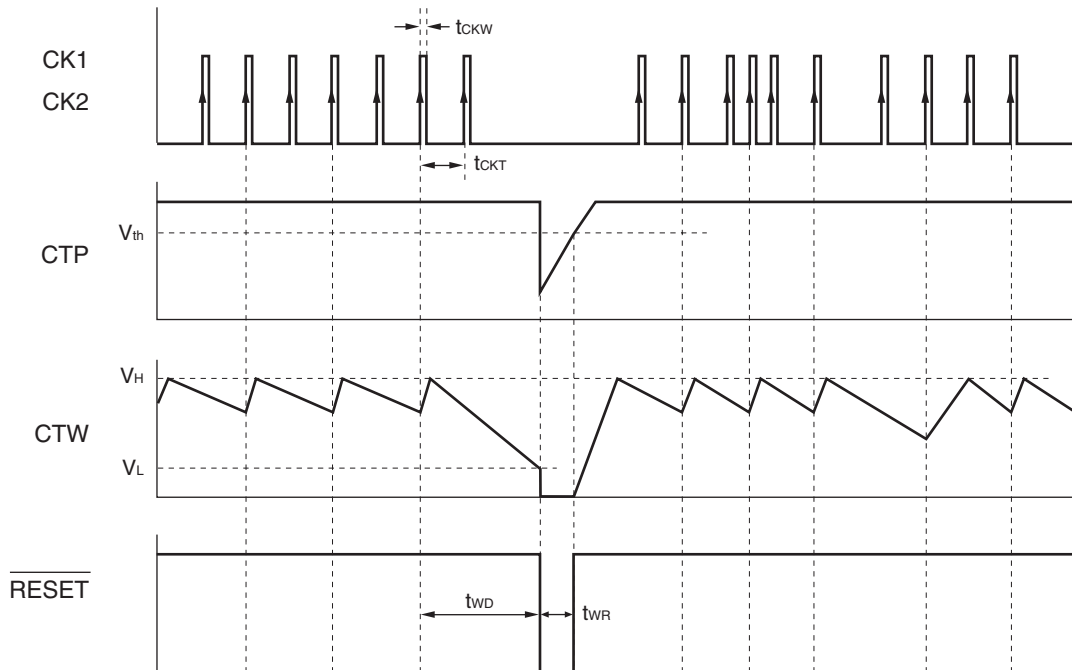 tCKW
CK1
CK2
tCKT
Vth
CTP
VH
CTW
VL
RESET
tWD
tWR